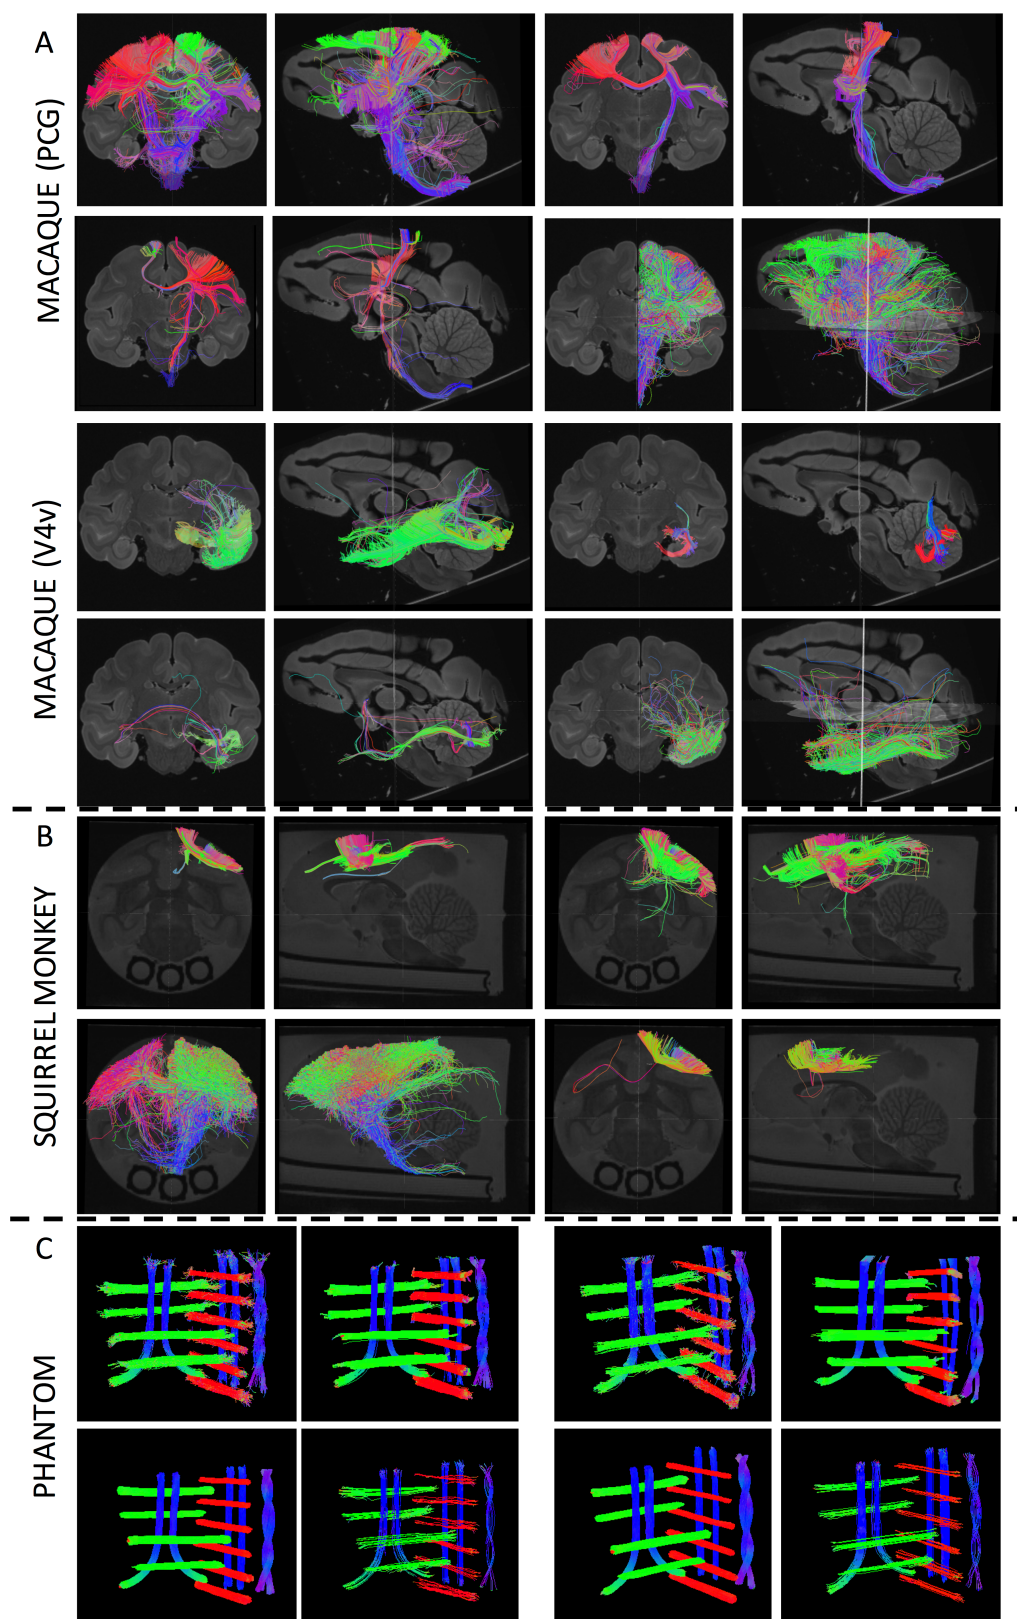 A
MACAQUE (PCG)
MACAQUE (V4v)
B
SQUIRREL MONKEY
C
PHANTOM